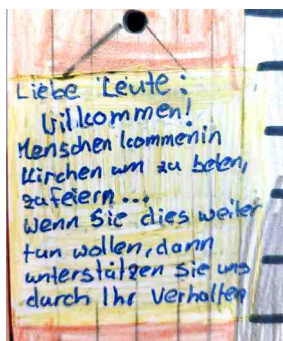 Liebe Leute:
Willkommen!
Menschen kommen in
Kirchen um zu beten,
zu feiern...
wenn Sie dies weiter
tun wollen, dann
unterstützen Sie uns
durch Ihr Verhalten